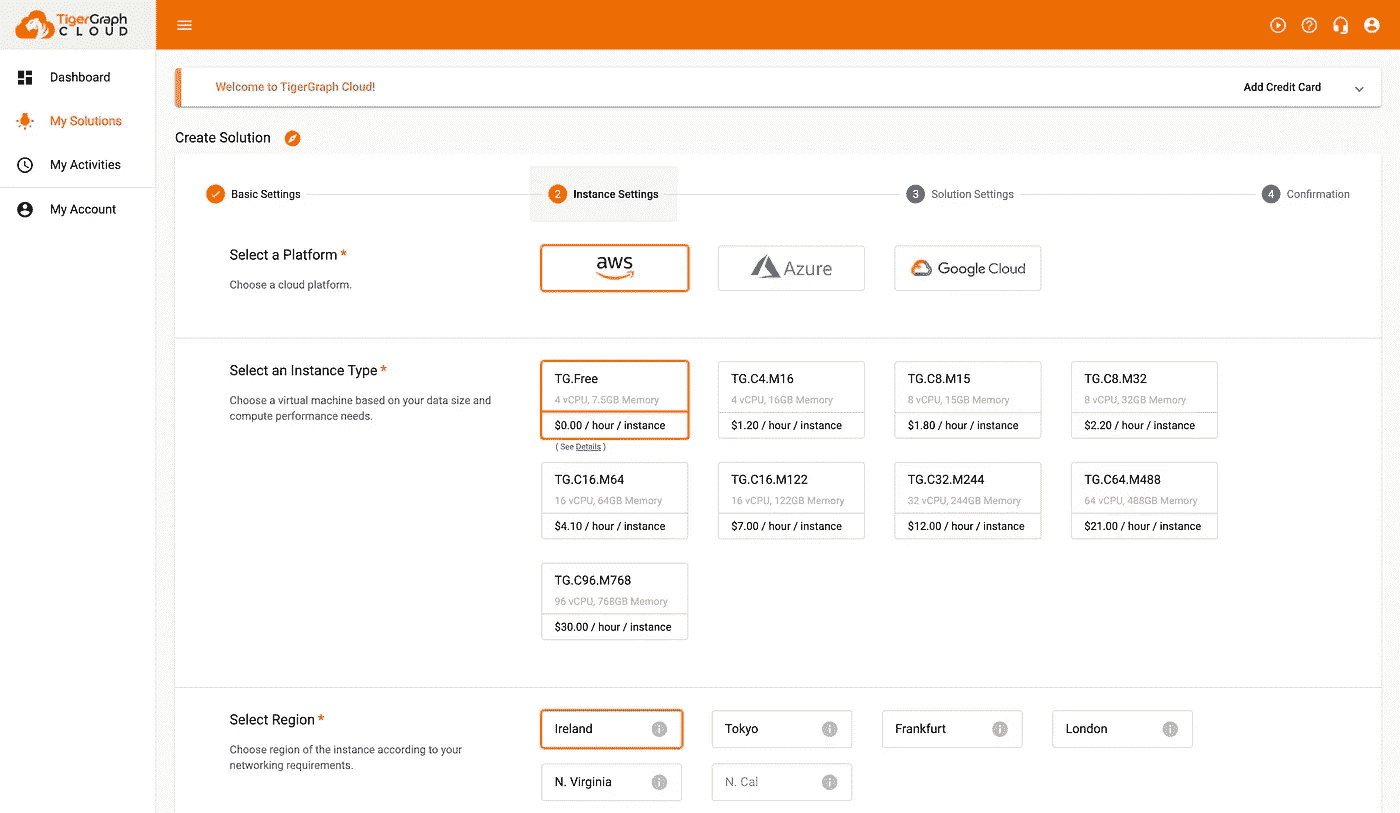 TigerGraph
CLOUD
Dashboard
My Solutions
My Activities
My Account
Welcome to TigerGraph Cloud!
Add Credit Card
Create Solution
Basic Settings
2 Instance Settings
3 Solution Settings
4 Confirmation
Select a Platform *
Choose a cloud platform.
aws
Azure
Google Cloud
Select an Instance Type *
Choose a virtual machine based on your data size and
compute performance needs.
TG.Free
4 vCPU, 7.5GB Memory
$0.00 / hour / instance
( See Details )
TG.C4.M16
4 vCPU, 16GB Memory
$1.20 / hour / instance
TG.C8.M15
8 vCPU, 15GB Memory
$1.80 / hour / instance
TG.C8.M32
8 vCPU, 32GB Memory
$2.20 / hour / instance
TG.C16.M64
16 vCPU, 64GB Memory
$4.10 / hour / instance
TG.C16.M122
16 vCPU, 122GB Memory
$7.00 / hour / instance
TG.C32.M244
32 vCPU, 244GB Memory
$12.00 / hour / instance
TG.C64.M488
64 vCPU, 488GB Memory
$21.00 / hour / instance
TG.C96.M768
96 vCPU, 768GB Memory
$30.00 / hour / instance
Select Region *
Choose region of the instance according to your
networking requirements.
Ireland
Tokyo
Frankfurt
London
N. Virginia
N. Cal